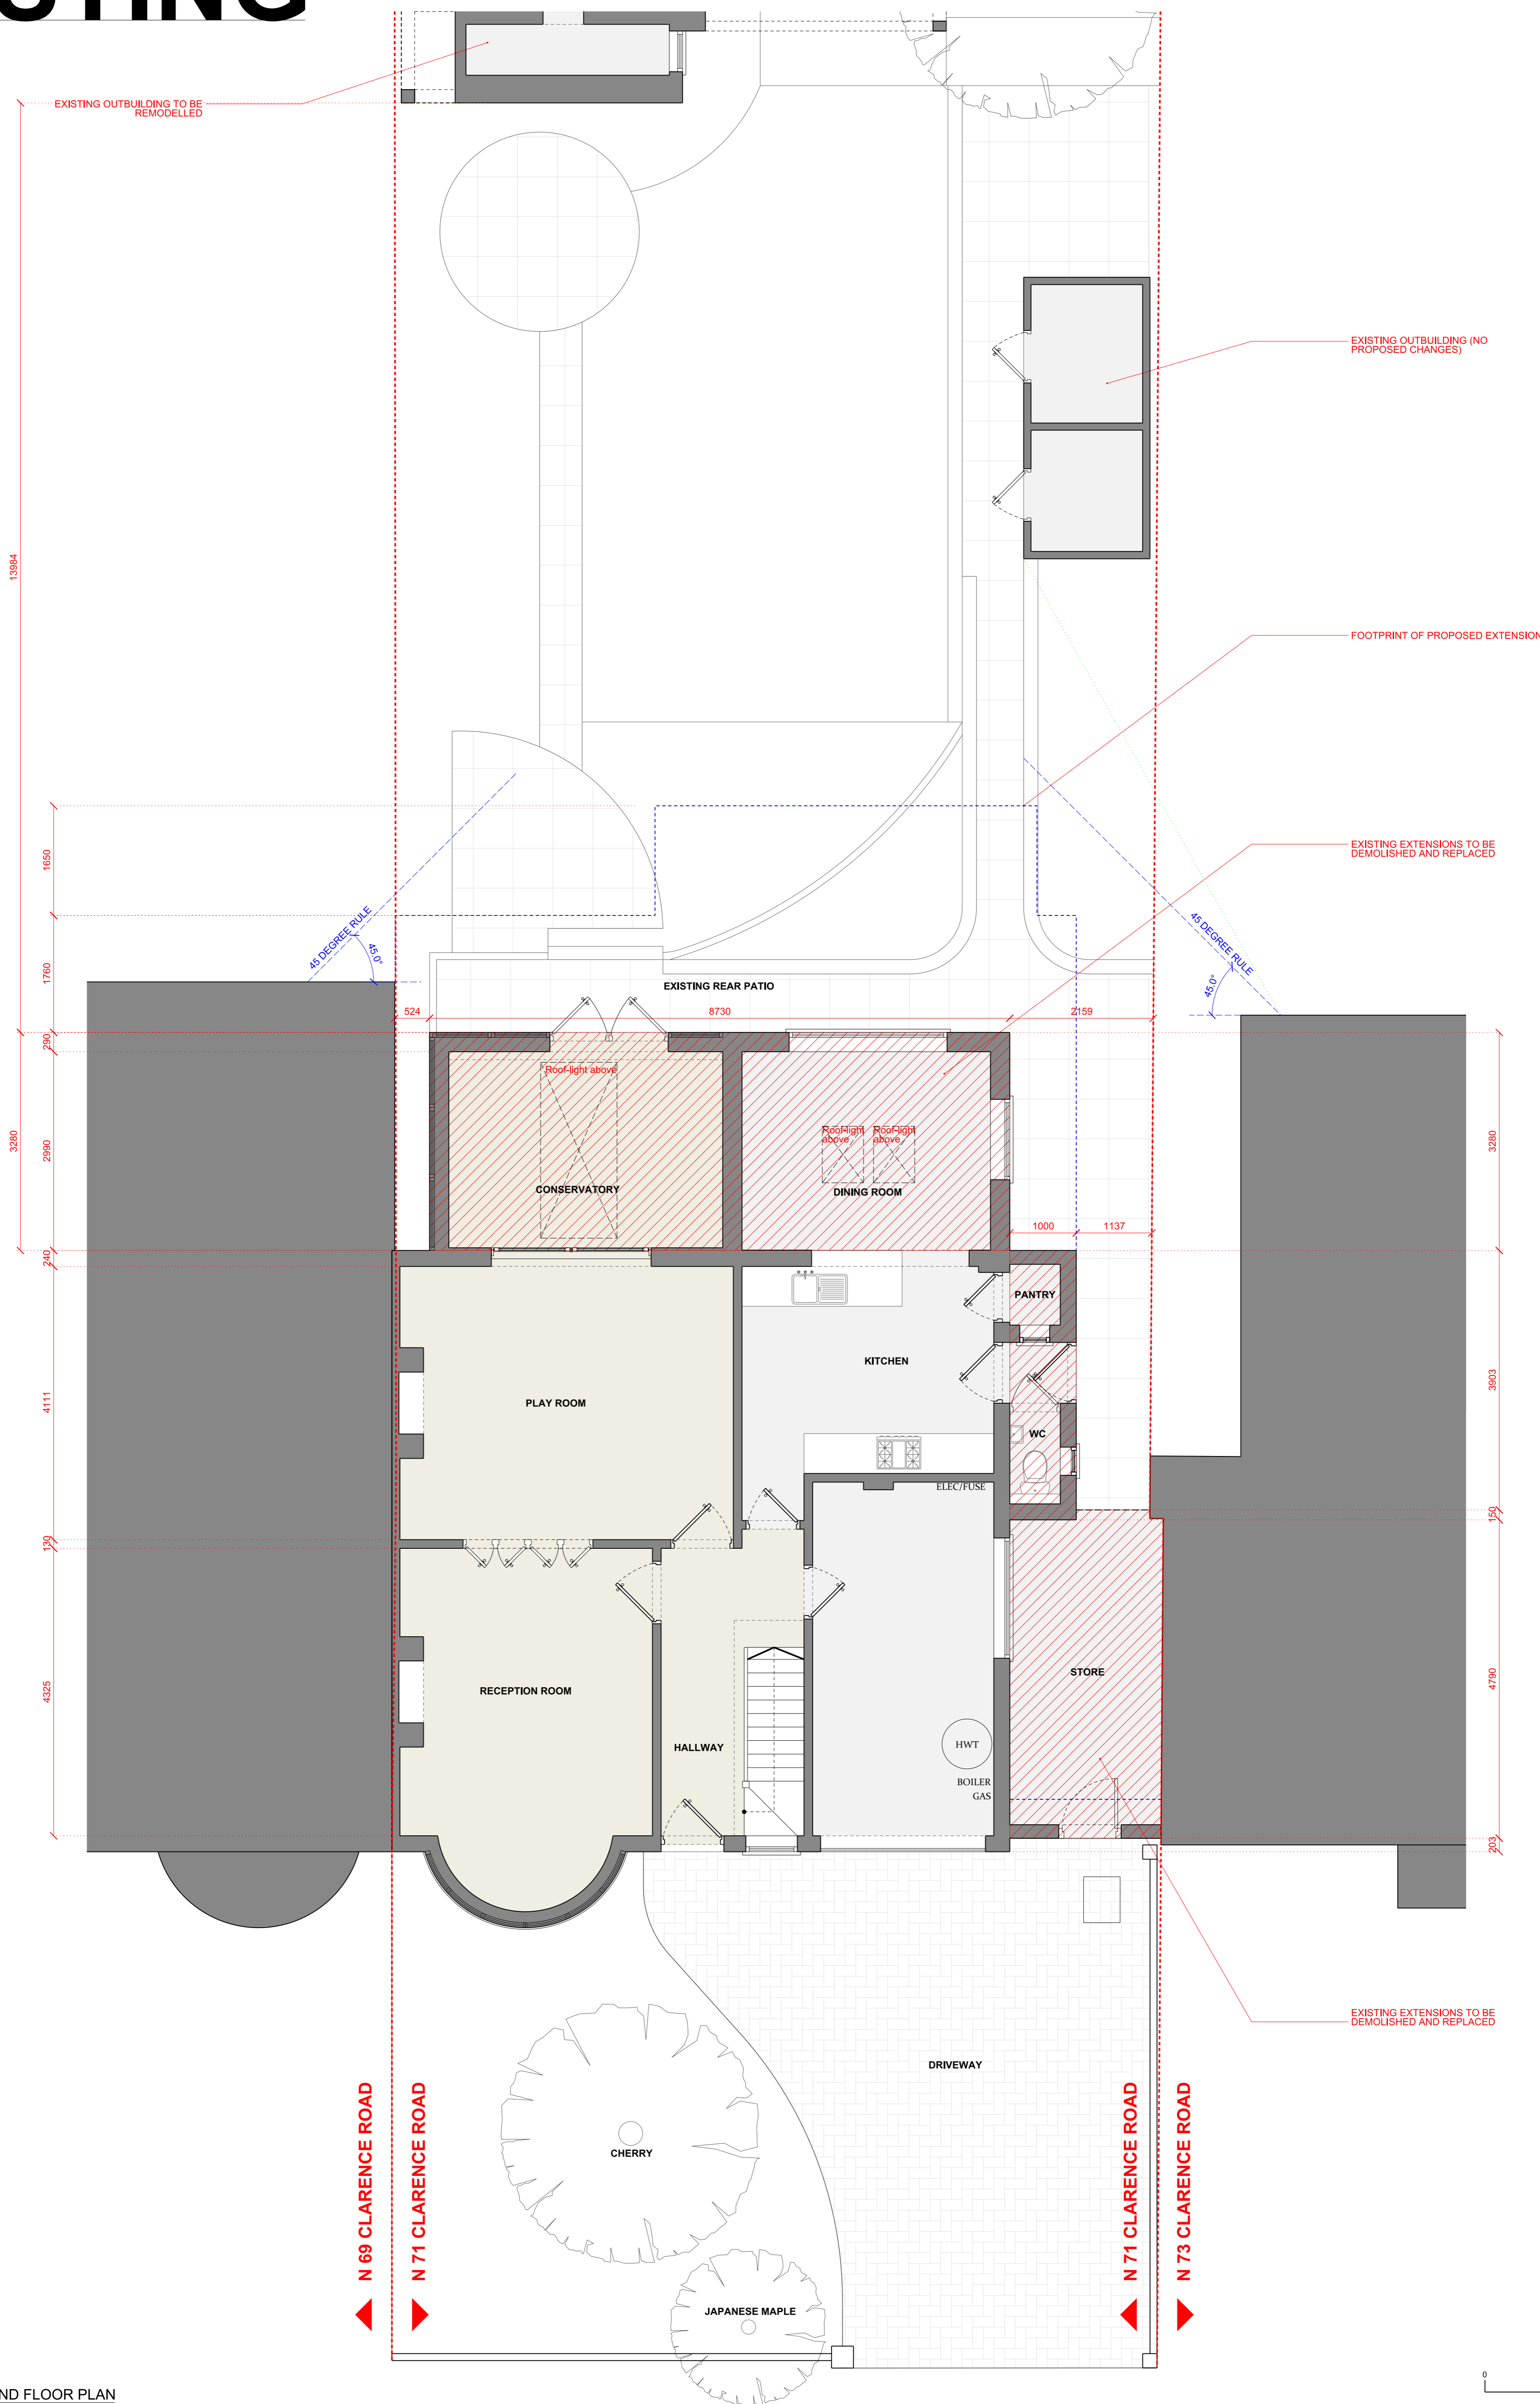 EXISTING OUTBUILDING TO BE
REMODELLED
EXISTING OUTBUILDING (NO
PROPOSED CHANGES)
13984
FOOTPRINT OF PROPOSED EXTENSION
1650
EXISTING EXTENSIONS TO BE
DEMOLISHED AND REPLACED
45 DEGREE RULE
45.0°
45 DEGREE RULE
45.0°
1760
EXISTING REAR PATIO
524
8730
2159
290
Roof-light above
3280
2990
Roof-light
above
Roof-light
above
3280
CONSERVATORY
DINING ROOM
1000
1137
240
PANTRY
KITCHEN
4111
PLAY ROOM
3903
WC
ELEC/FUSE
130
150
4325
RECEPTION ROOM
STORE
4790
HALLWAY
HWT
BOILER
GAS
203
EXISTING EXTENSIONS TO BE
DEMOLISHED AND REPLACED
DRIVEWAY
CHERRY
N 69 CLARENCE ROAD
N 71 CLARENCE ROAD
N 71 CLARENCE ROAD
N 73 CLARENCE ROAD
JAPANESE MAPLE
ND FLOOR PLAN
0